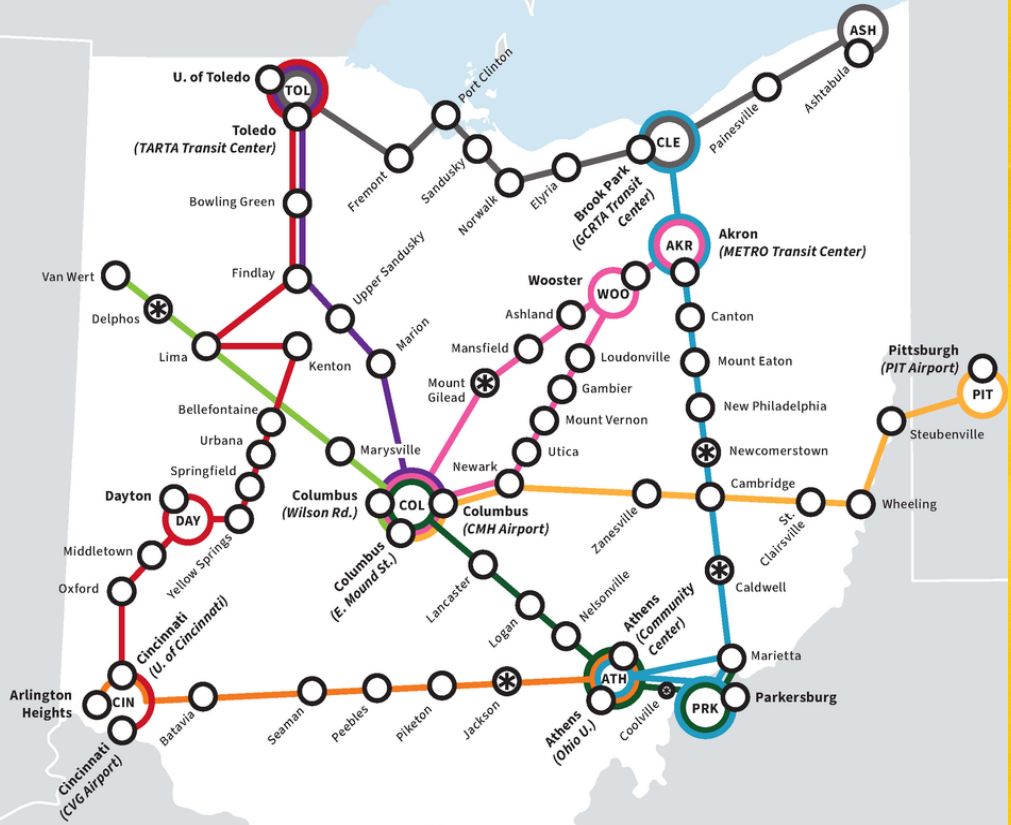 ASH
Ashtabula
Painesville
U. of Toledo
TOL
Toledo
(TARTA Transit Center)
Port Clinton
Fremont
Sandusky
Norwalk
Elyria
Brook Park
(GCRTA Transit
Center)
CLE
Bowling Green
AKR
Akron
(METRO Transit Center)
Van Wert
Delphos
Findlay
Upper Sandusky
Wooster
WOO
Ashland
Canton
Lima
Kenton
Marion
Mansfield
Loudonville
Mount Eaton
Pittsburgh
(PIT Airport)
PIT
Mount
Gilead
Gambier
New Philadelphia
Bellefontaine
Mount Vernon
Steubenville
Urbana
Marysville
Utica
Newcomerstown
Springfield
Newark
Cambridge
Dayton
DAY
Columbus
(Wilson Rd.)
COL
Columbus
(CMH Airport)
Zanesville
St.
Clairsville
Wheeling
Yellow Springs
Middletown
Columbus
(E. Mound St.)
Oxford
Lancaster
Nelsonville
Caldwell
Logan
Athens
(Community
Center)
Cincinnati
(U. of Cincinnati)
Marietta
Arlington
Heights
CIN
Batavia
Seaman
Peebles
Piketon
Jackson
ATH
Athens
(Ohio U.)
Coolville
PRK
Parkersburg
Cincinnati
(CVG Airport)